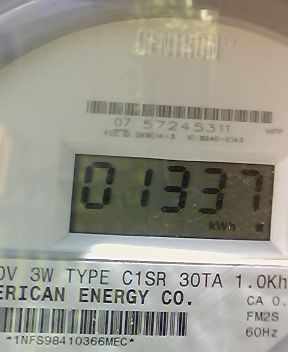 CENTRON®
07 57245311
HPP
01337
kWh
0V 3W TYPE C1SR 30TA 1.0Kh
ERICAN ENERGY CO.
CA 0.
FM2S
60Hz
*1NFS98410366MEC*